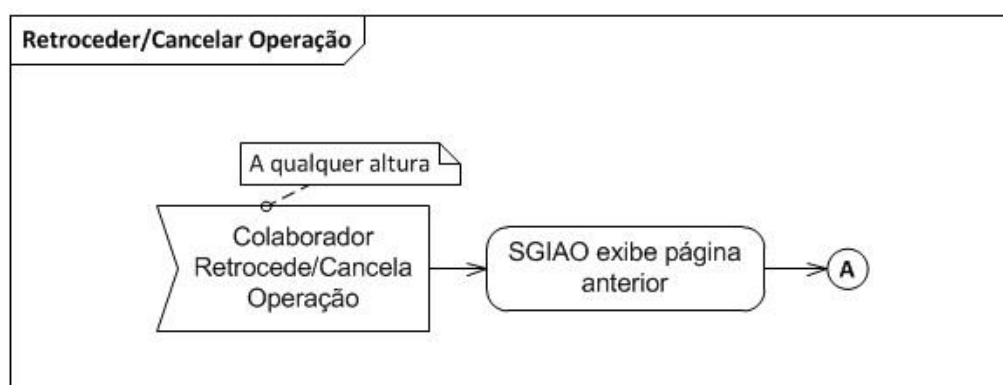 Retroceder/Cancelar Operação
A qualquer altura
Colaborador
Retrocede/Cancela
Operação
SGIAO exibe página
anterior
A